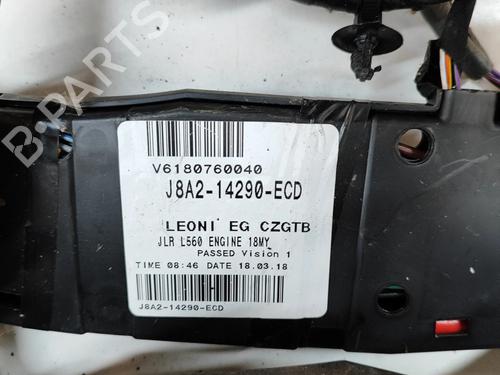 B-PARTS
V6180760040
J8A2-14290-ECD
LEONI EG CZGTB
JLR L560 ENGINE 18MY
PASSED Vision 1
TIME 08:46 DATE 18.03.18
H
J8A2-14290-ECD